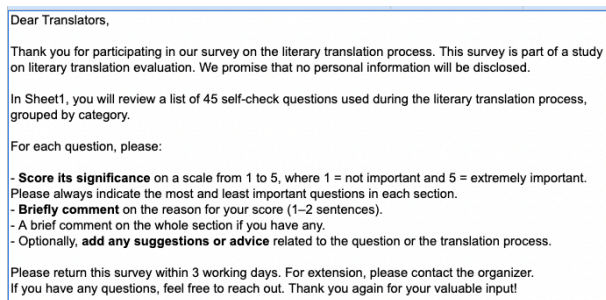 Dear Translators,
Thank you for participating in our survey on the literary translation process. This survey is part of a study
on literary translation evaluation. We promise that no personal information will be disclosed.
In Sheet1, you will review a list of 45 self-check questions used during the literary translation process,
grouped by category.
For each question, please:
- Score its significance on a scale from 1 to 5, where 1 = not important and 5 = extremely important.
Please always indicate the most and least important questions in each section.
- Briefly comment on the reason for your score (1–2 sentences).
- A brief comment on the whole section if you have any.
- Optionally, add any suggestions or advice related to the question or the translation process.
Please return this survey within 3 working days. For extension, please contact the organizer.
If you have any questions, feel free to reach out. Thank you again for your valuable input!